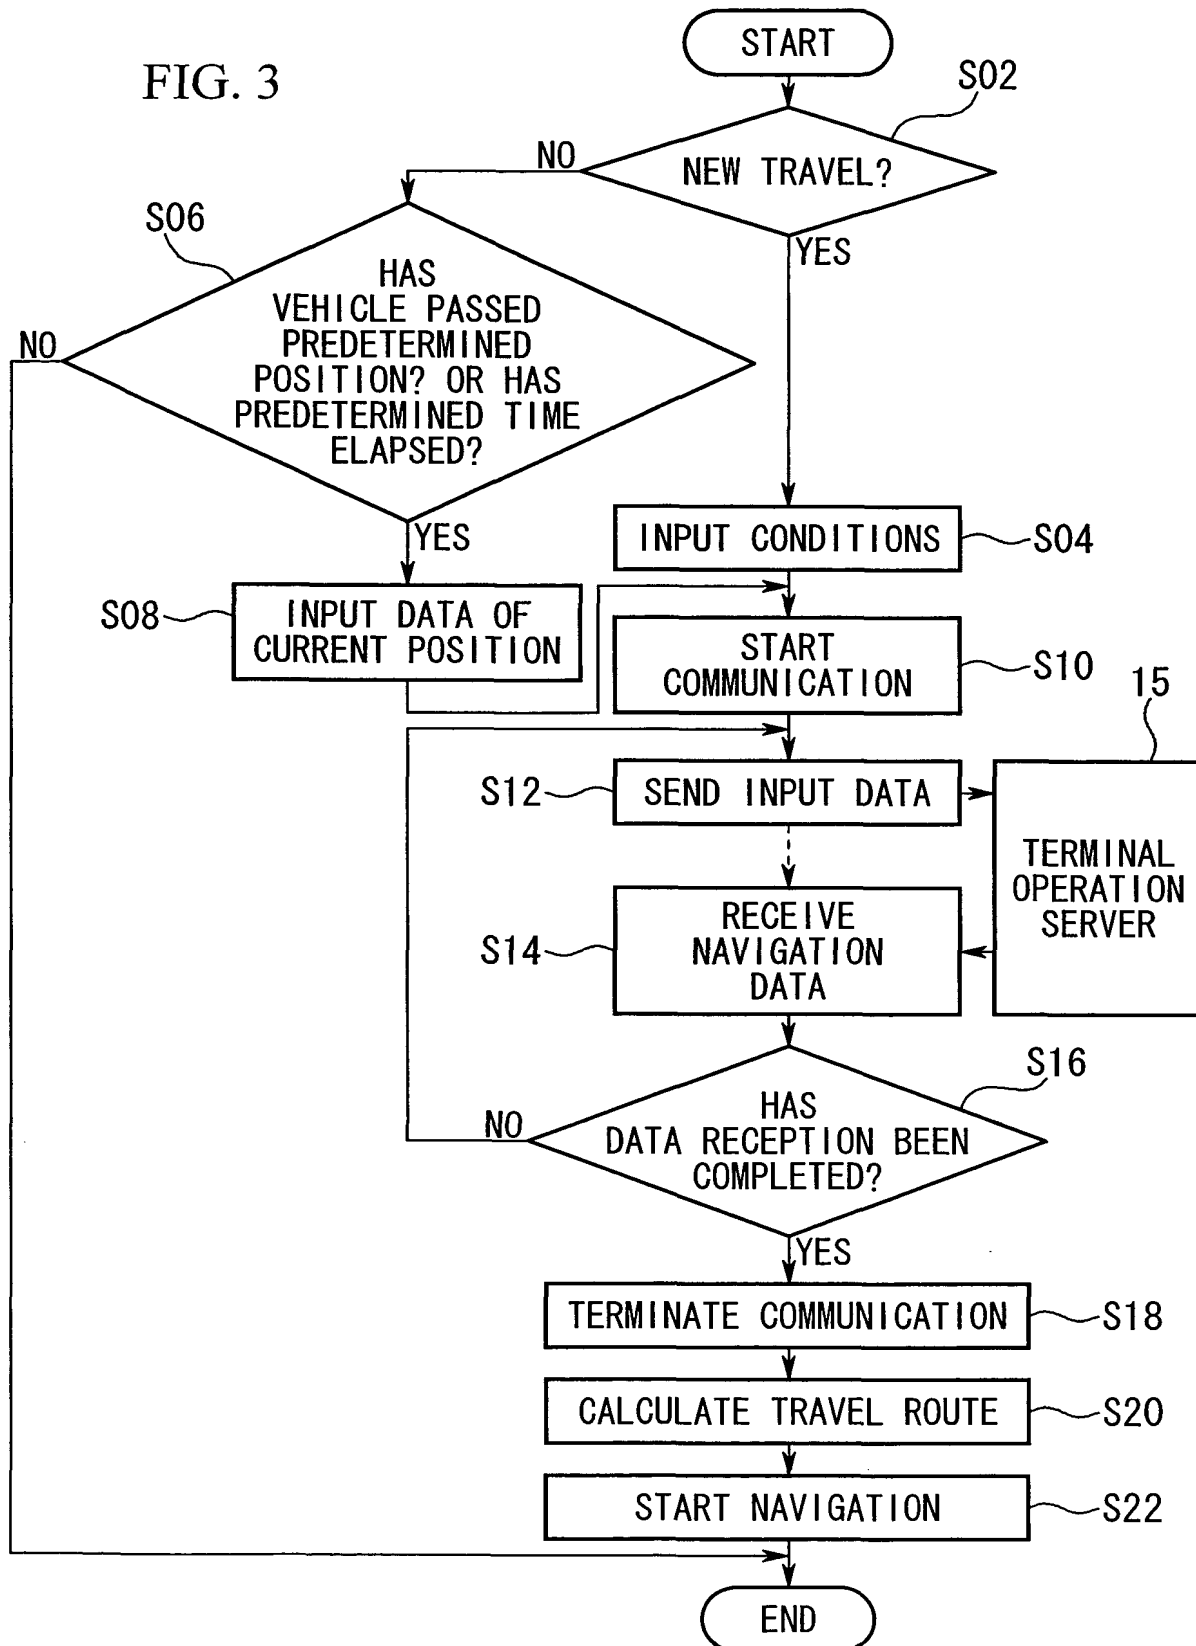 FIG. 3
START
S02
NEW TRAVEL?
NO
YES
S06
HAS
VEHICLE PASSED
PREDETERMINED
POSITION? OR HAS
PREDETERMINED TIME
ELAPSED?
NO
YES
INPUT CONDITIONS
S04
S08
INPUT DATA OF
CURRENT POSITION
START
COMMUNICATION
S10
15
S12
SEND INPUT DATA
TERMINAL
OPERATION
SERVER
S14
RECEIVE
NAVIGATION
DATA
S16
HAS
DATA RECEPTION BEEN
COMPLETED?
NO
YES
TERMINATE COMMUNICATION
S18
CALCULATE TRAVEL ROUTE
S20
START NAVIGATION
S22
END